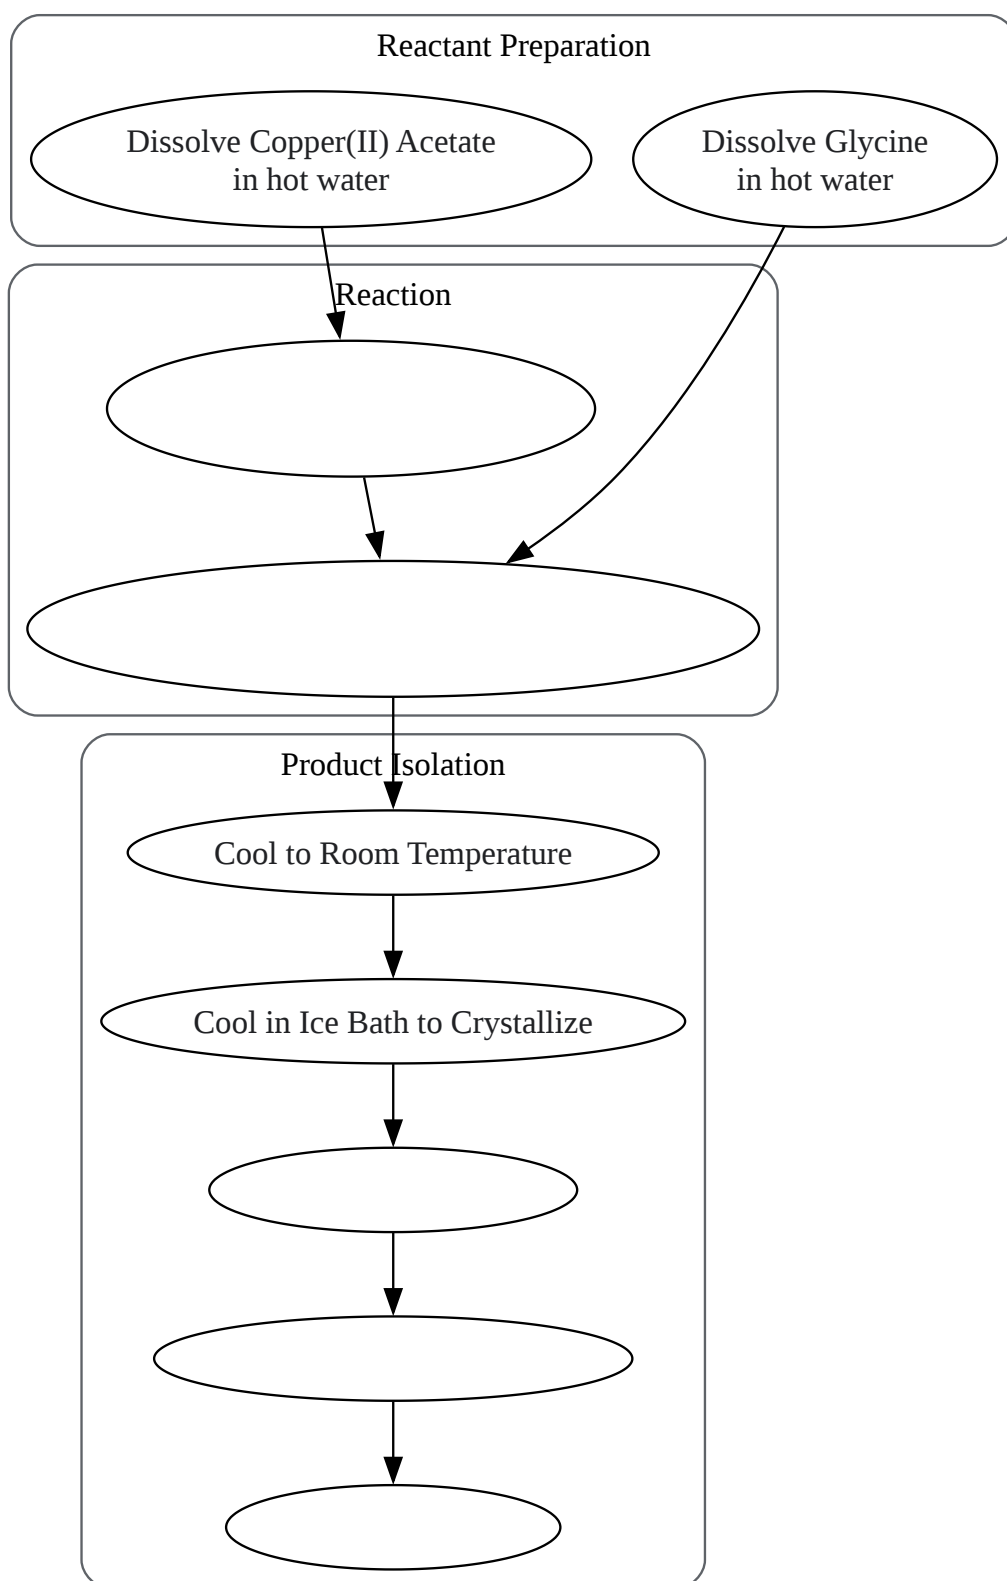 Reactant Preparation
Dissolve Copper(II) Acetate
in hot water
Dissolve Glycine
in hot water
Reaction
Product Isolation
Cool to Room Temperature
Cool in Ice Bath to Crystallize